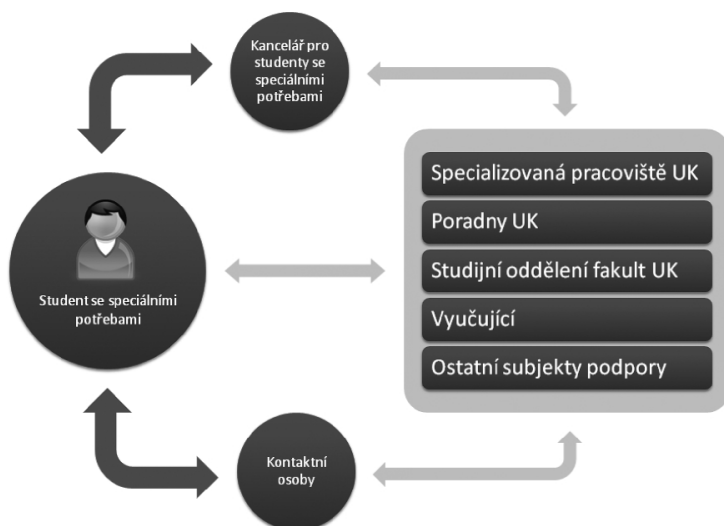 Kancelář pro
studenty se
speciálními
potřebami
Specializovaná pracoviště UK
Poradny UK
Studijní oddělení fakult UK
Vyučující
Ostatní subjekty podpory
Student se speciálními
potřebami
Kontaktní
osoby